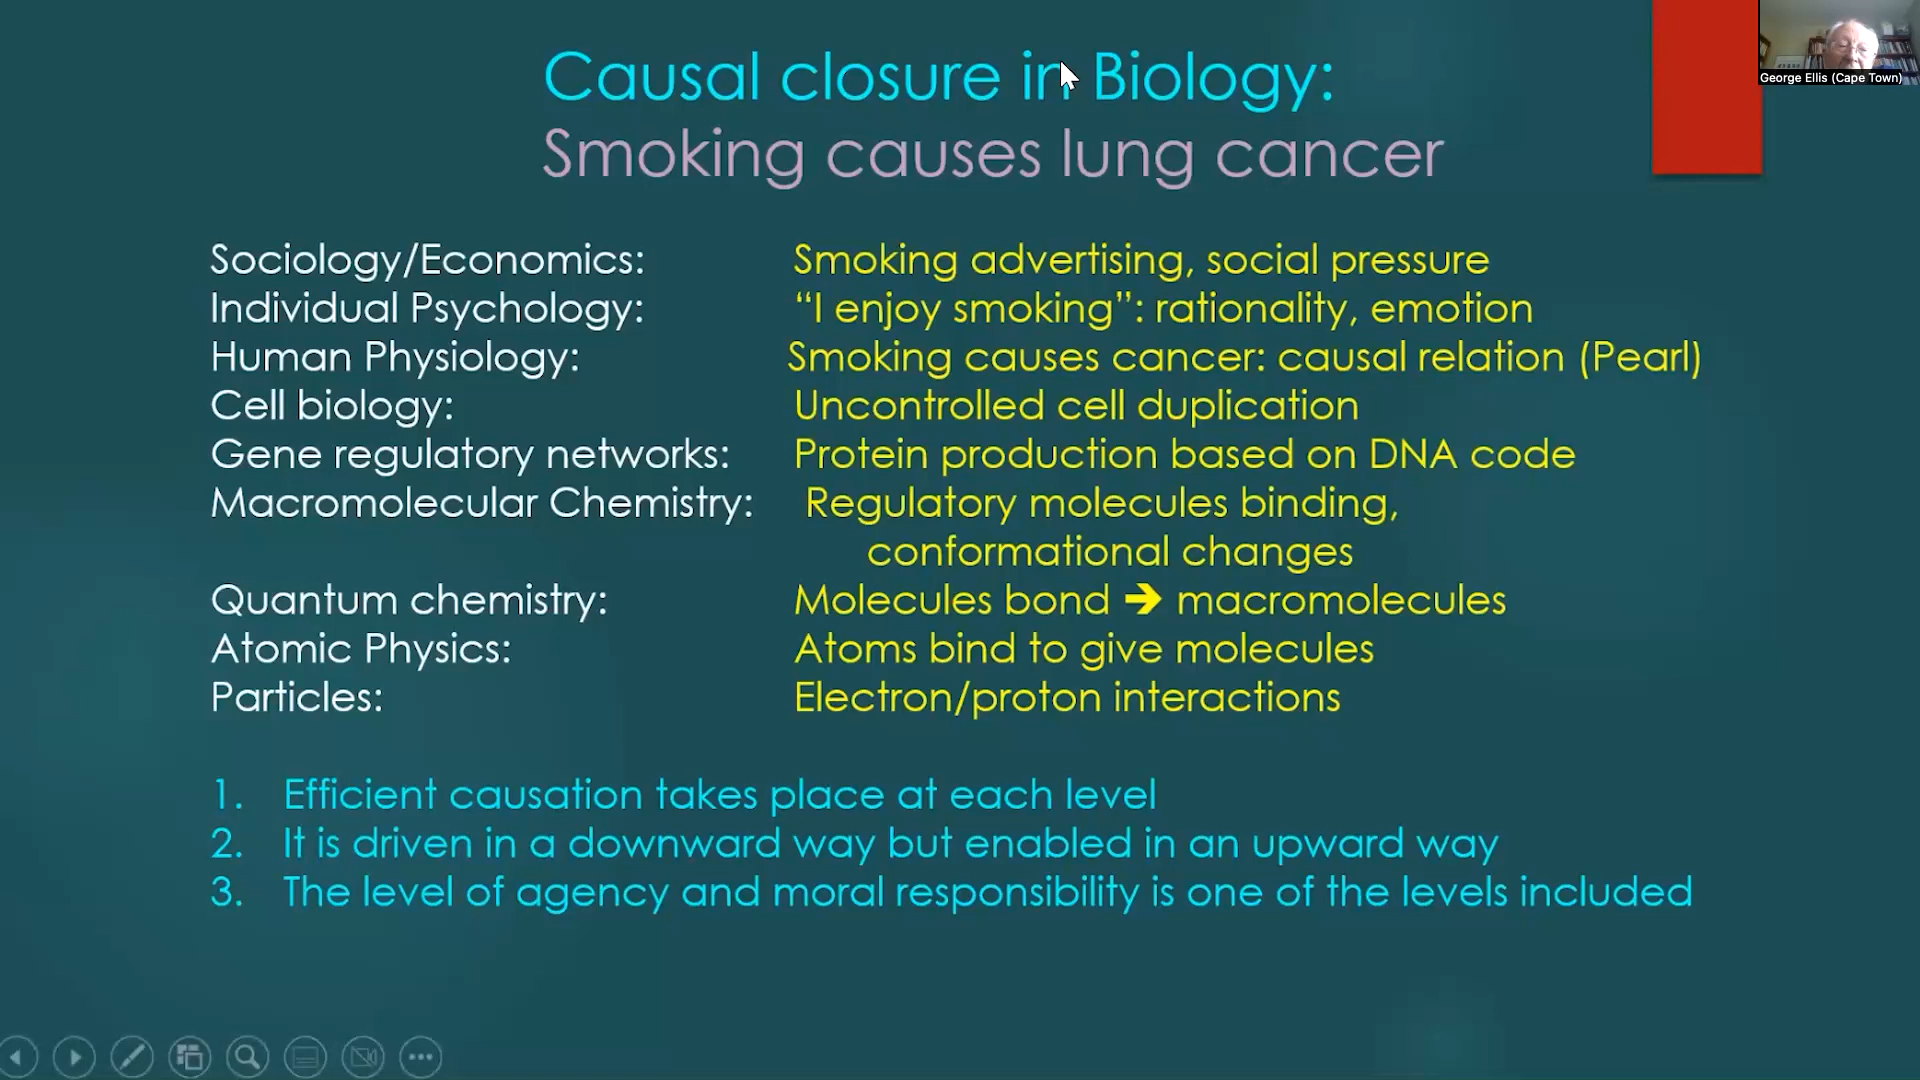 Causal closure in Biology:
Smoking causes lung cancer
George Ellis (Cape Town)
Sociology/Economics: Smoking advertising, social pressure
Individual Psychology: “I enjoy smoking”: rationality, emotion
Human Physiology: Smoking causes cancer: causal relation (Pearl)
Cell biology: Uncontrolled cell duplication
Gene regulatory networks: Protein production based on DNA code
Macromolecular Chemistry: Regulatory molecules binding,
conformational changes
Quantum chemistry: Molecules bond ➔ macromolecules
Atomic Physics: Atoms bind to give molecules
Particles: Electron/proton interactions
1. Efficient causation takes place at each level
2. It is driven in a downward way but enabled in an upward way
3. The level of agency and moral responsibility is one of the levels included